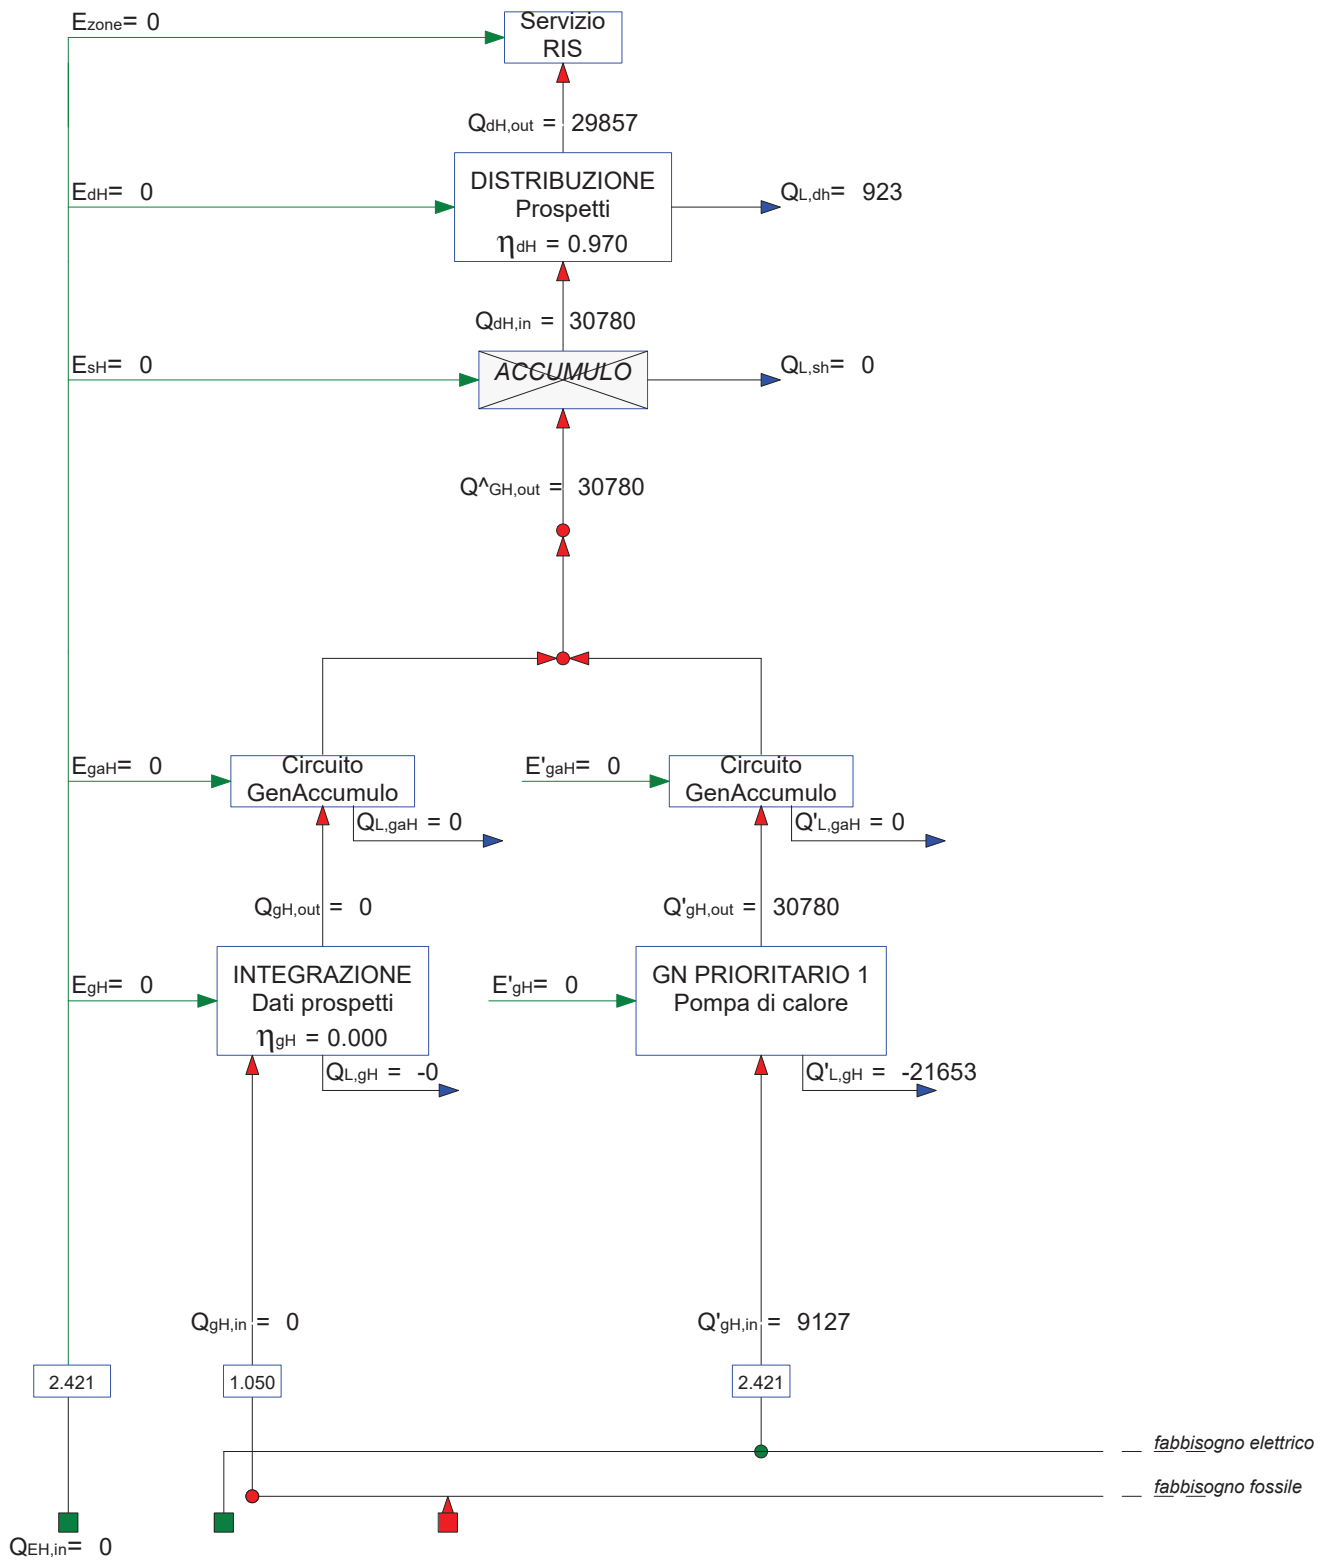 Ezone= 0
Servizio
RIS
QdH,out = 29857
EdH= 0
DISTRIBUZIONE
Prospetti
ηdH = 0.970
QL,dh= 923
QdH,in = 30780
EsH= 0
ACCUMULO
QL,sh= 0
Q^GH,out = 30780
EgaH= 0
Circuito
GenAccumulo
QL,gaH = 0
E'gaH= 0
Circuito
GenAccumulo
Q'L,gaH = 0
QgH,out = 0
Q'gH,out = 30780
EgH= 0
INTEGRAZIONE
Dati prospetti
ηgH = 0.000
QL,gH = -0
E'gH= 0
GN PRIORITARIO 1
Pompa di calore
Q'L,gH = -21653
QgH,in = 0
Q'gH,in = 9127
2.421
1.050
2.421
fabbisogno elettrico
fabbisogno fossile
QEH,in= 0